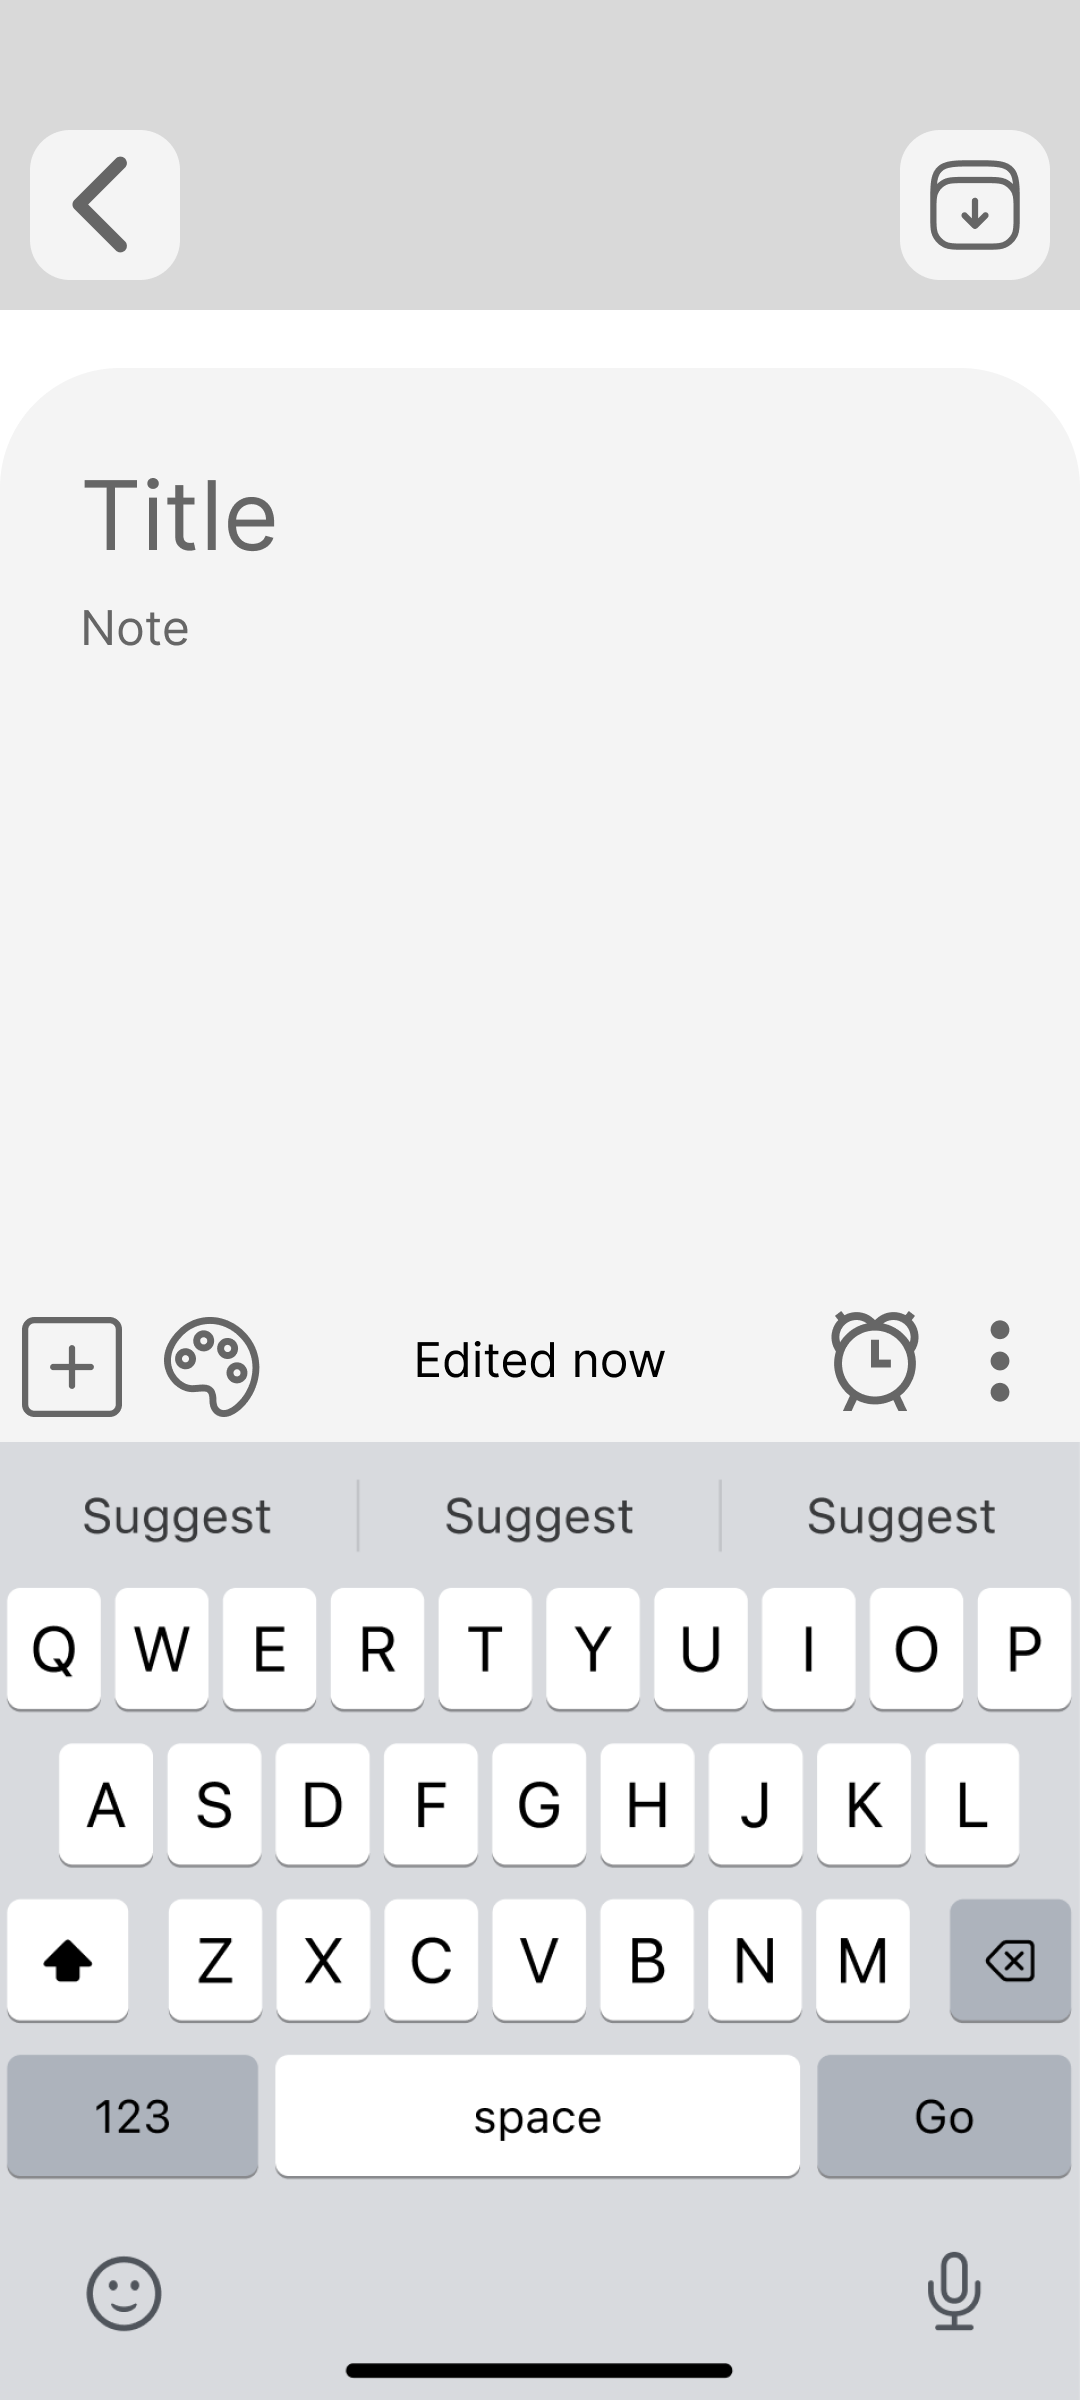 Title
Note
Edited now
Suggest Suggest Suggest
Q W E R T Y U I O P
A S D F G H J K L
Z X C V B N M
123 space Go